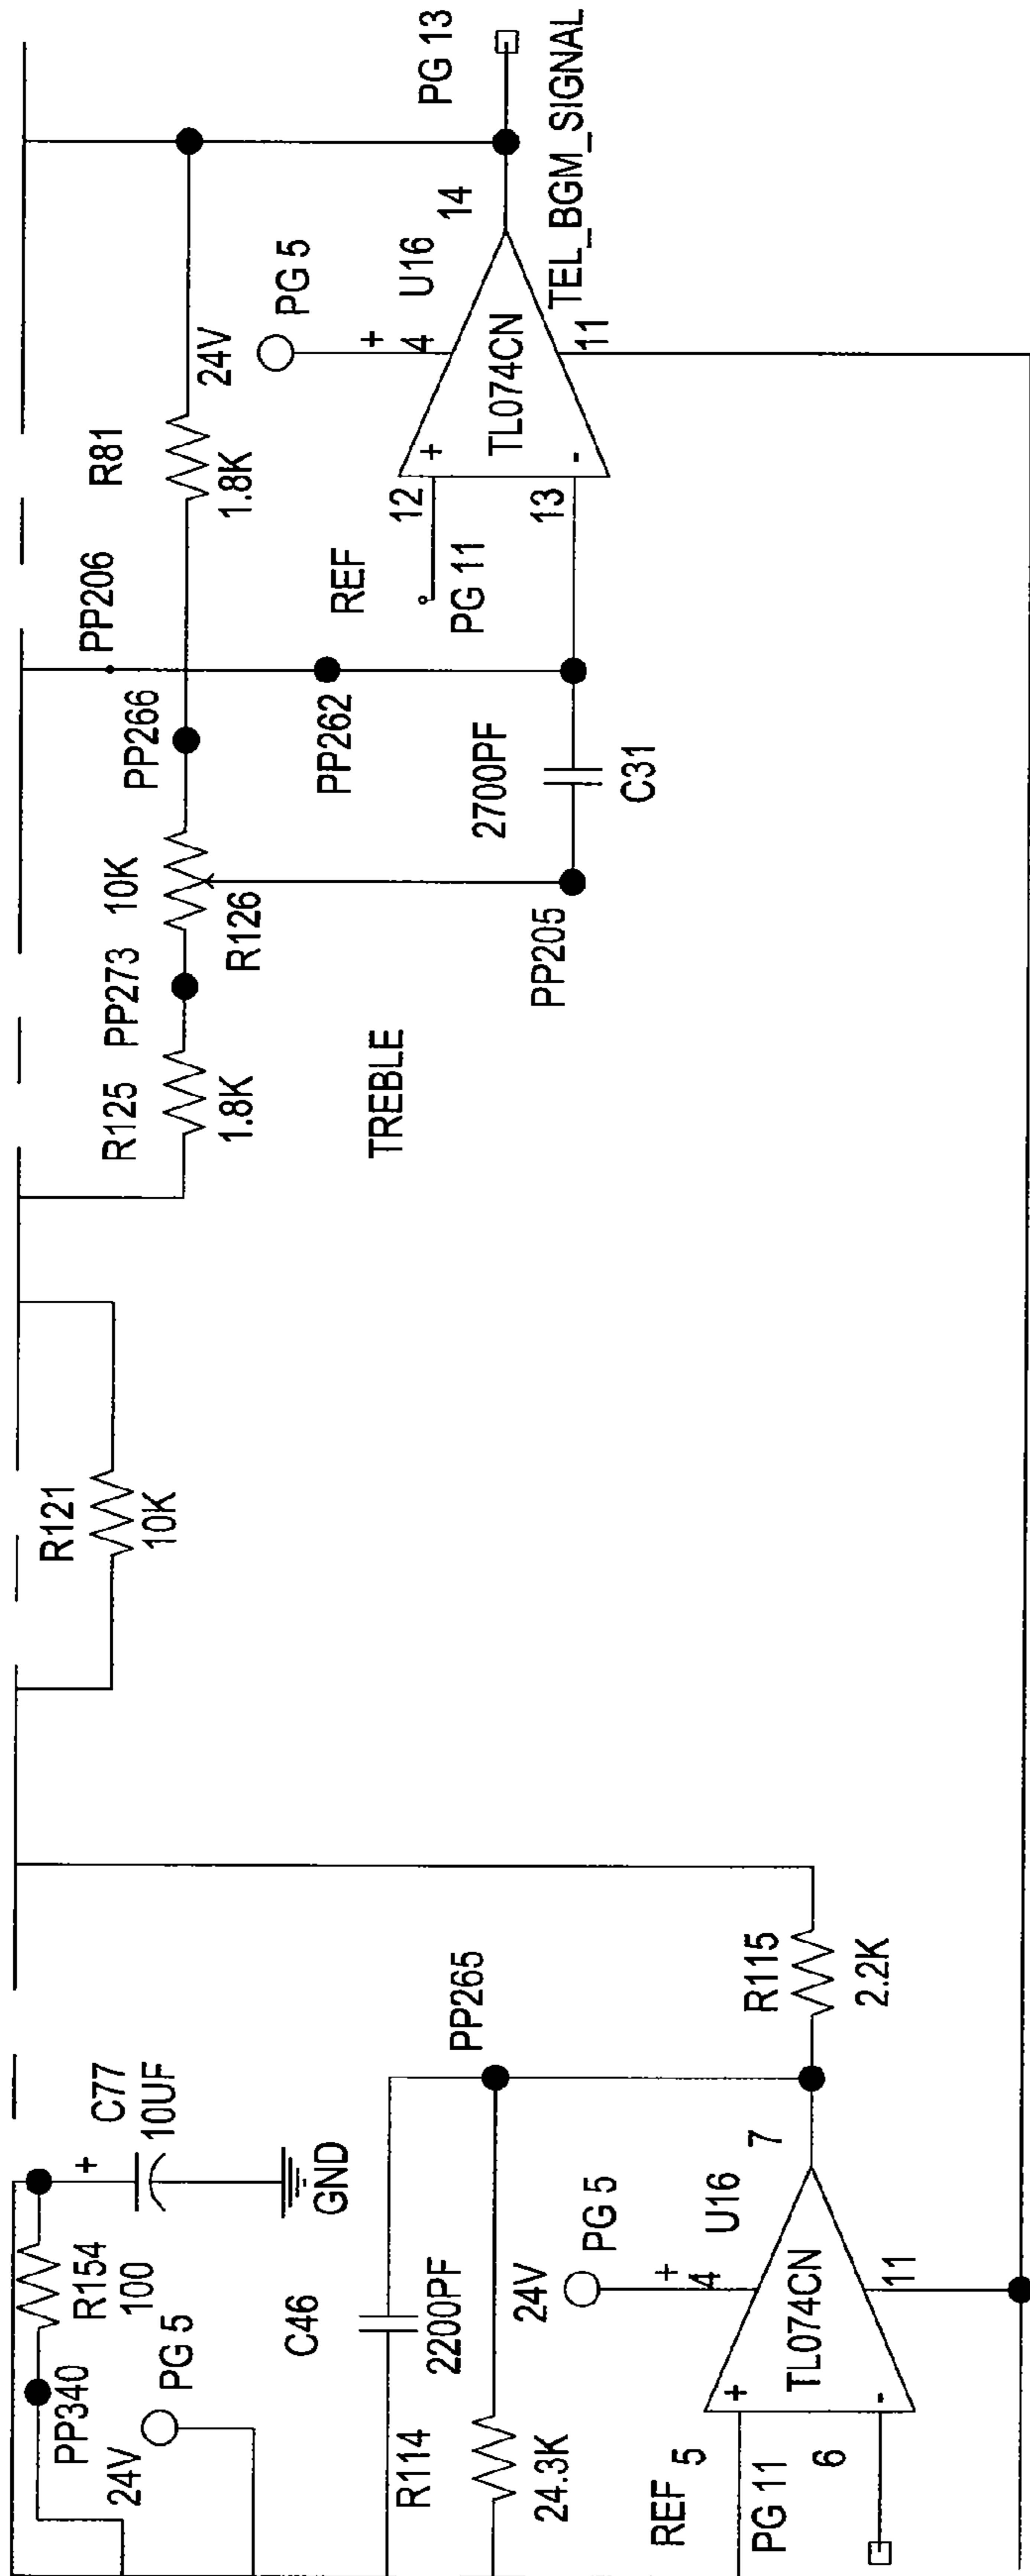 PP340
R154
100
24V
PG 5
C77
+
10UF
GND
C46
2200PF
R114
24.3K
PP265
24V
PG 5
REF
5
PG 11
6
+
-
TL074CN
+
4
U16
7
11
R115
2.2K
R121
10K
R125
1.8K
PP273
10K
R126
PP266
PP206
R81
1.8K
TREBLE
PP262
PP205
2700PF
C31
REF
PG 11
12
13
+
-
TL074CN
24V
PG 5
+
4
U16
14
11
PG 13
TEL_BGM_SIGNAL